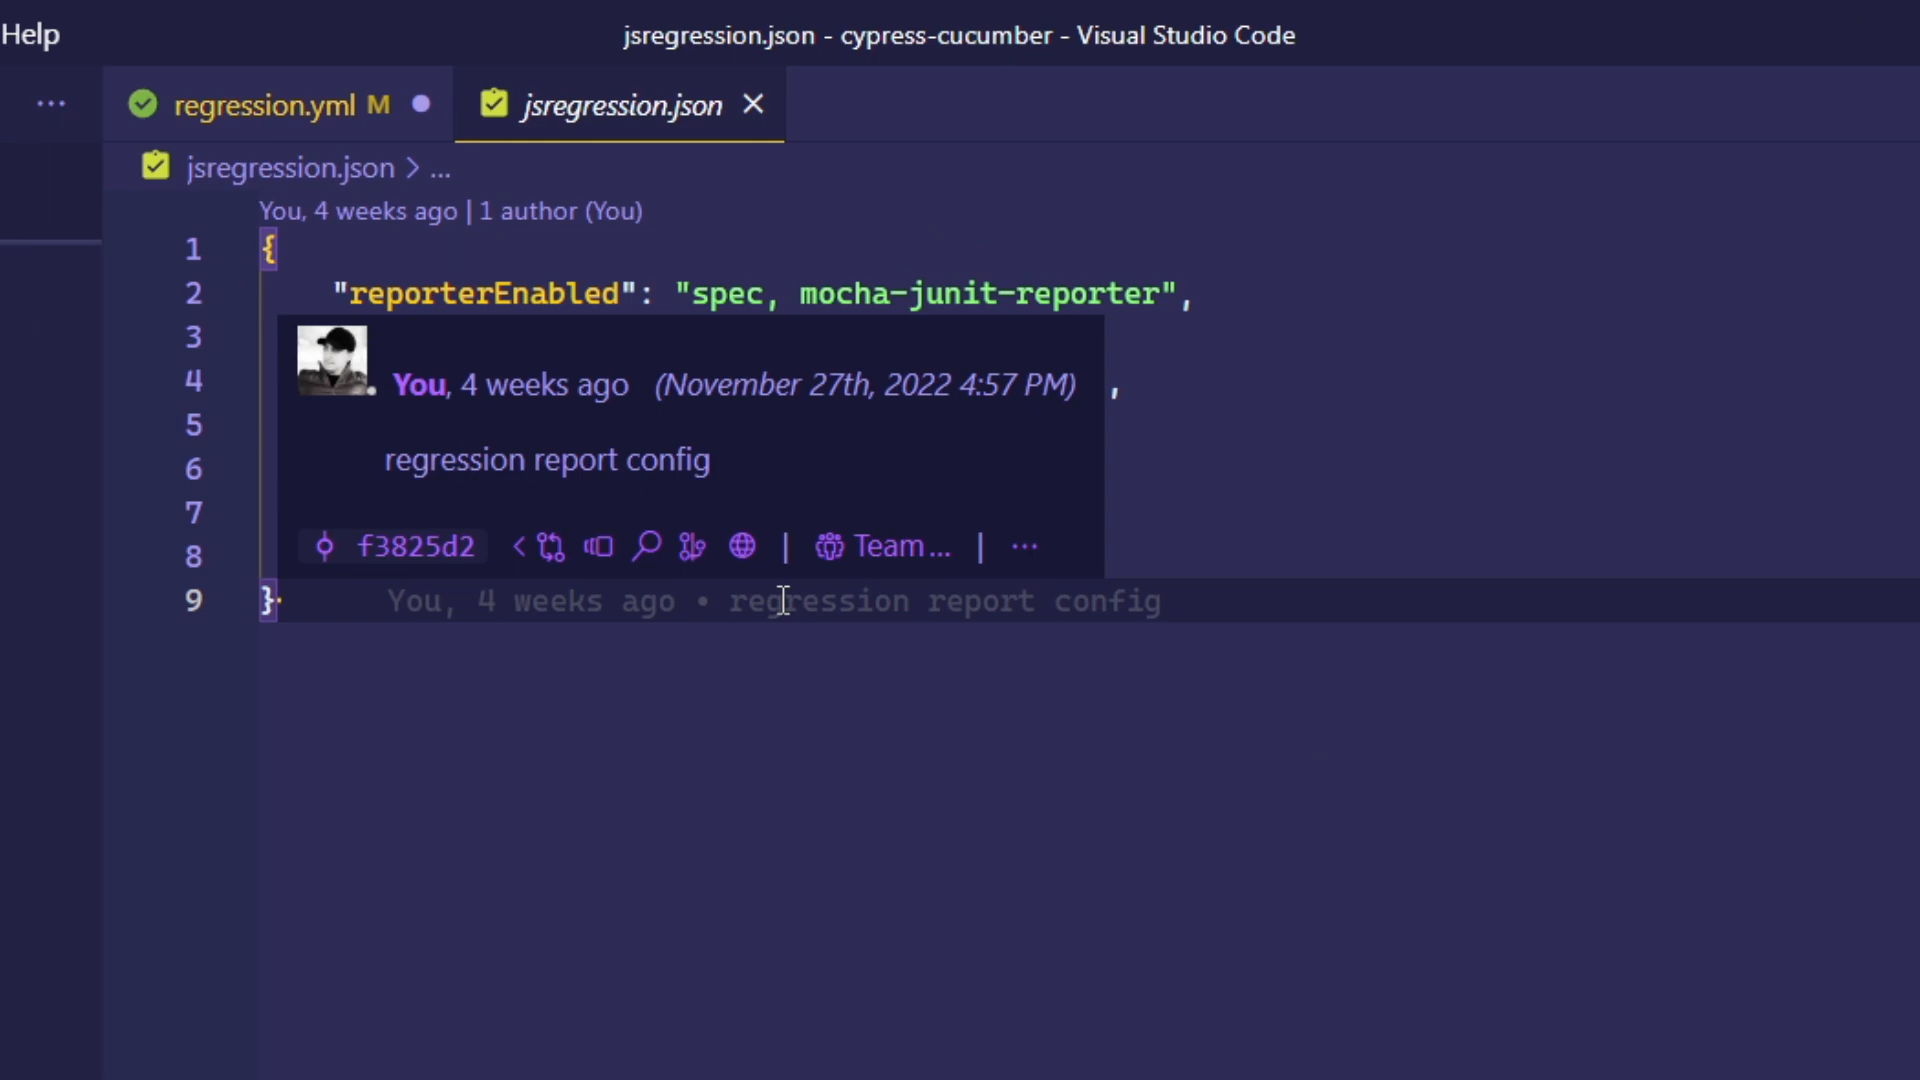 Help
jsregression.json - cypress-cucumber - Visual Studio Code
regression.yml M
jsregression.json
jsregression.json > ...
You, 4 weeks ago | 1 author (You)
1 {
2 "reporterEnabled": "spec, mocha-junit-reporter",
3
You, 4 weeks ago (November 27th, 2022 4:57 PM)
4 ,
5
regression report config
6
7
f3825d2 | Team... | ...
8
9 } You, 4 weeks ago • regression report config